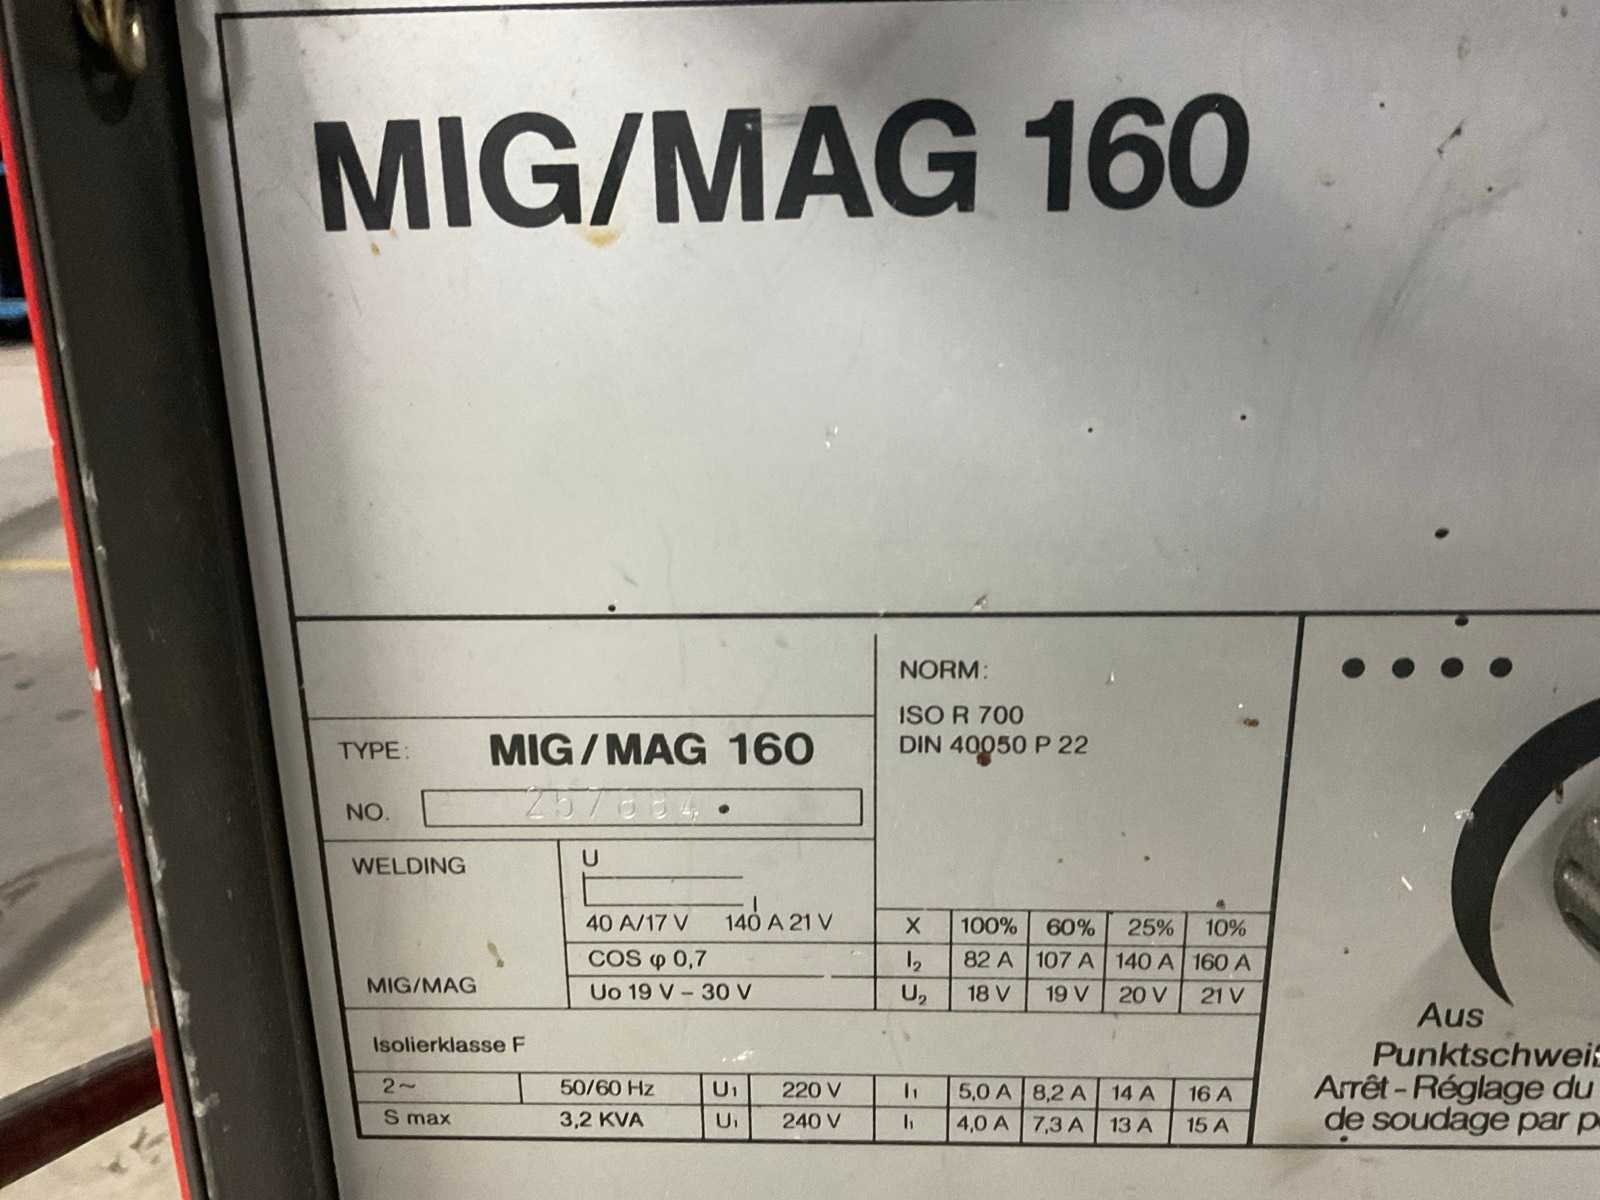 MIG/MAG 160
TYPE: MIG/MAG 160
NO.
NORM:
ISO R 700
DIN 40050 P 22
WELDING
U
40 A/17 V 140 A 21 V
MIG/MAG
COS φ 0,7
Uo 19 V – 30 V
X 100% 60% 25% 10%
I₂ 82 A 107 A 140 A 160 A
U₂ 18 V 19 V 20 V 21 V
Isolierklasse F
2~ 50/60 Hz U₁ 220 V I₁ 5,0 A 8,2 A 14 A 16 A
S max 3,2 KVA U₁ 240 V I₁ 4,0 A 7,3 A 13 A 15 A
Aus
Punktschweiß
Arrêt - Réglage du
de soudage par